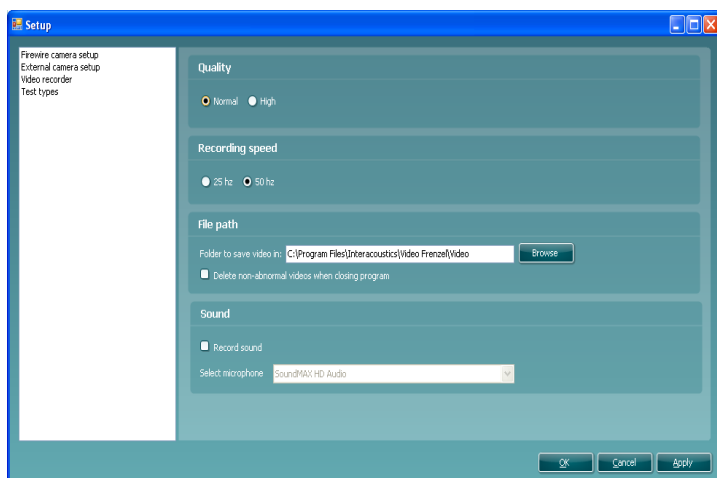 Setup
Firewire camera setup
External camera setup
Video recorder
Test types
Quality
Normal High
Recording speed
25 hz 50 hz
File path
Folder to save video in: C:\Program Files\Interacoustics\Video Frenzel\Video Browse
Delete non-abnormal videos when closing program
Sound
Record sound
Select microphone SoundMAX HD Audio
OK Cancel Apply